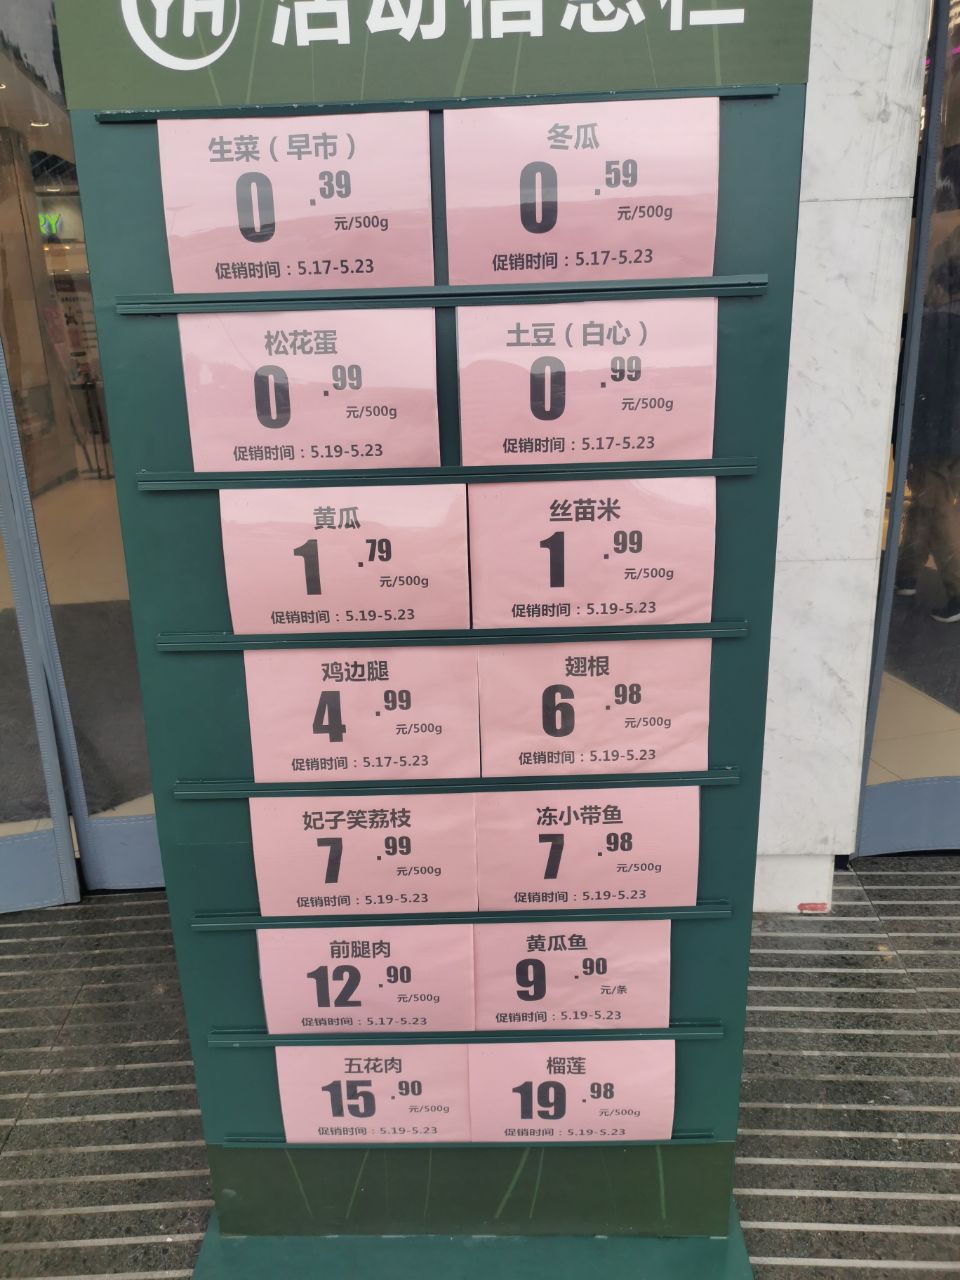 YH 活动信息栏
生菜（早市）
0.39
元/500g
促销时间：5.17-5.23
冬瓜
0.59
元/500g
促销时间：5.17-5.23
松花蛋
0.99
元/500g
促销时间：5.19-5.23
土豆（白心）
0.99
元/500g
促销时间：5.17-5.23
黄瓜
1.79
元/500g
促销时间：5.19-5.23
丝苗米
1.99
元/500g
促销时间：5.19-5.23
鸡边腿
4.99
元/500g
促销时间：5.17-5.23
翅根
6.98
元/500g
促销时间：5.19-5.23
妃子笑荔枝
7.99
元/500g
促销时间：5.19-5.23
冻小带鱼
7.98
元/500g
促销时间：5.19-5.23
前腿肉
12.90
元/500g
促销时间：5.17-5.23
黄瓜鱼
9.90
元/条
促销时间：5.19-5.23
五花肉
15.90
元/500g
促销时间：5.19-5.23
榴莲
19.98
元/500g
促销时间：5.19-5.23